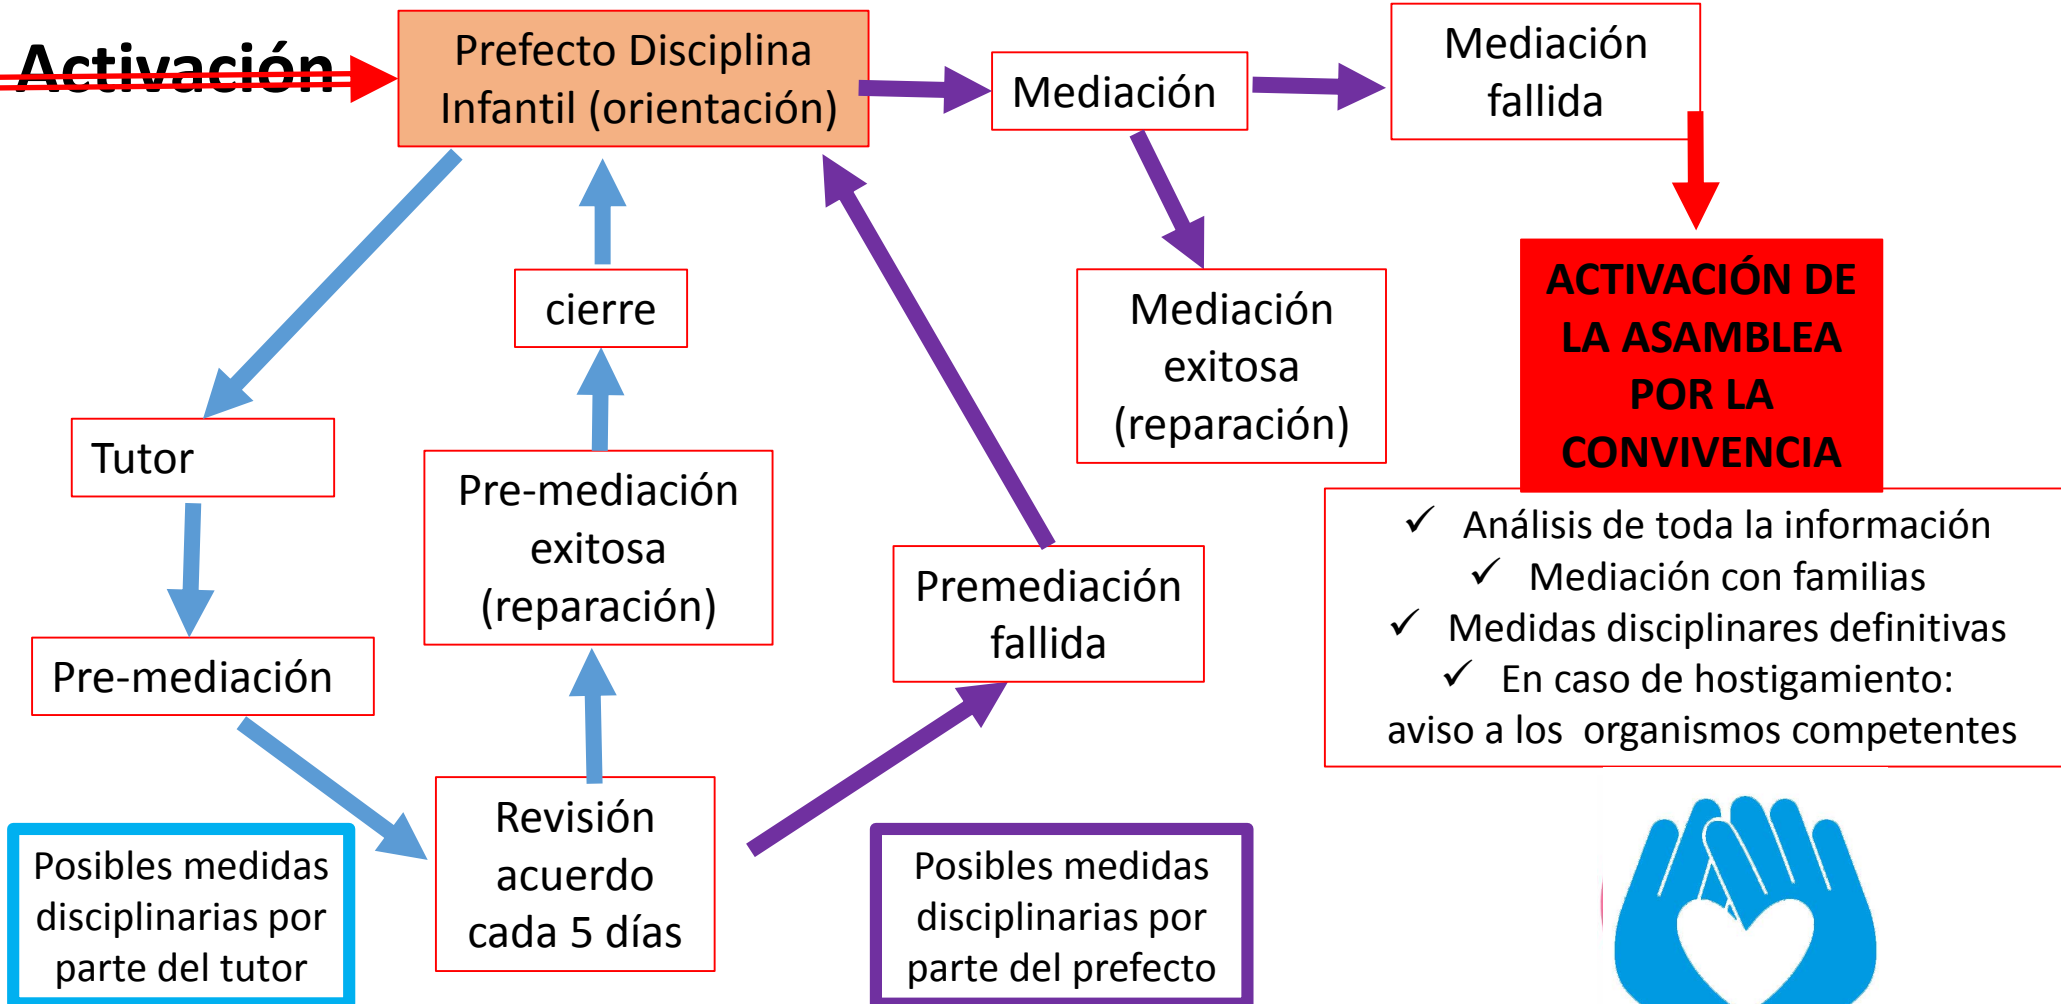 Activación
Prefecto Disciplina
Infantil (orientación)
Mediación
Mediación
fallida
cierre
Mediación
exitosa
(reparación)
ACTIVACIÓN DE
LA ASAMBLEA
POR LA
CONVIVENCIA
Tutor
Pre-mediación
exitosa
(reparación)
Premediación
fallida
✓ Análisis de toda la información
✓ Mediación con familias
✓ Medidas disciplinares definitivas
✓ En caso de hostigamiento:
aviso a los organismos competentes
Pre-mediación
Revisión
acuerdo
cada 5 días
Posibles medidas
disciplinarias por
parte del tutor
Posibles medidas
disciplinarias por
parte del prefecto